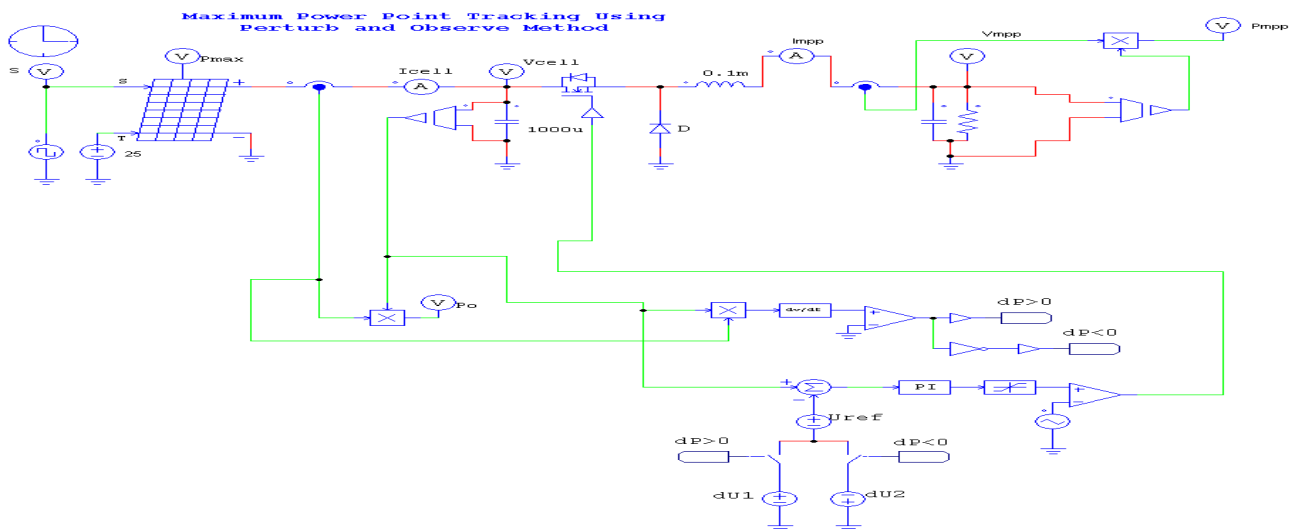 Maximum Power Point Tracking Using
Perturb and Observe Method
S
V
V
Pmax
Icell
A
Vcell
V
Impp
A
0.1m
Vmpp
V
V
Pmpp
S
+
T
-
25
1000u
D
V
Po
dv/dt
+
-
dP>0
dP<0
+
Σ
-
PI
+
-
Uref
dP>0
dP<0
dU1
dU2